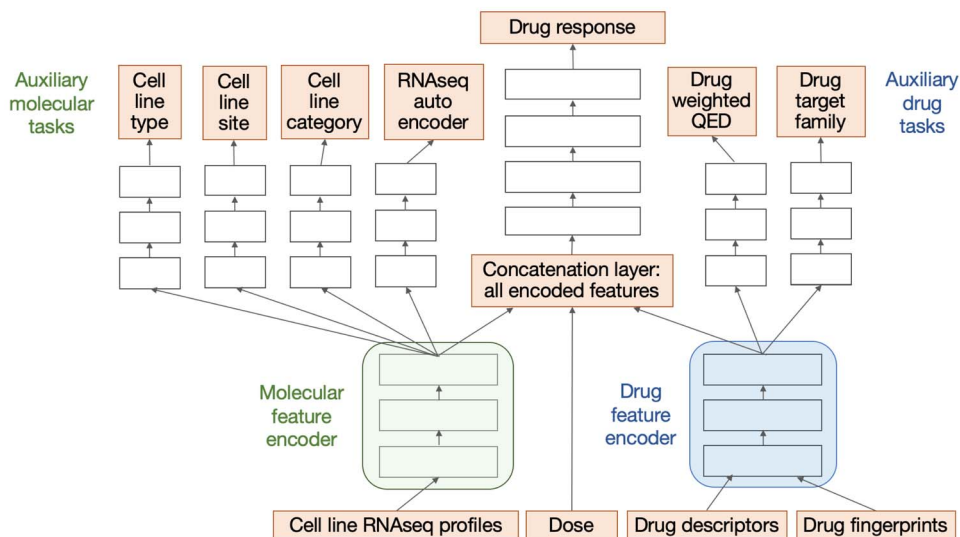 Drug response
Auxiliary
molecular
tasks
Cell
line
type
Cell
line
site
Cell
line
category
RNAseq
auto
encoder
Drug
weighted
QED
Drug
target
family
Auxiliary
drug
tasks
Concatenation layer:
all encoded features
Molecular
feature
encoder
Drug
feature
encoder
Cell line RNAseq profiles
Dose
Drug descriptors
Drug fingerprints